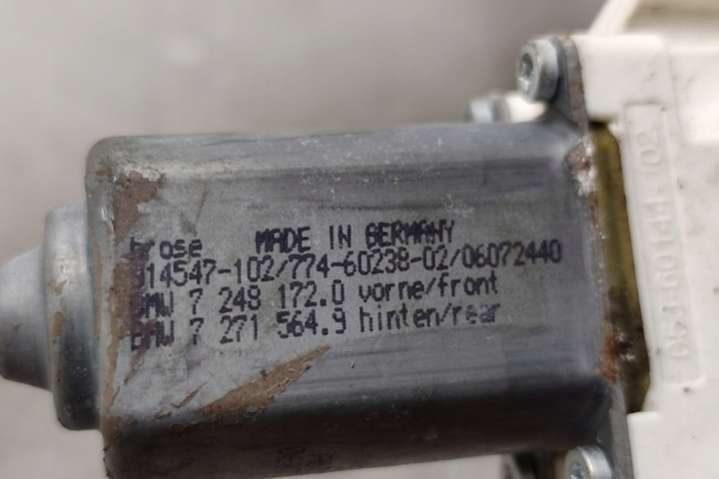 brose MADE IN GERMANY
914547-102/774-60238-02/06072440
BMW 7 248 172.0 vorne/front
BMW 7 271 564.9 hinten/rear